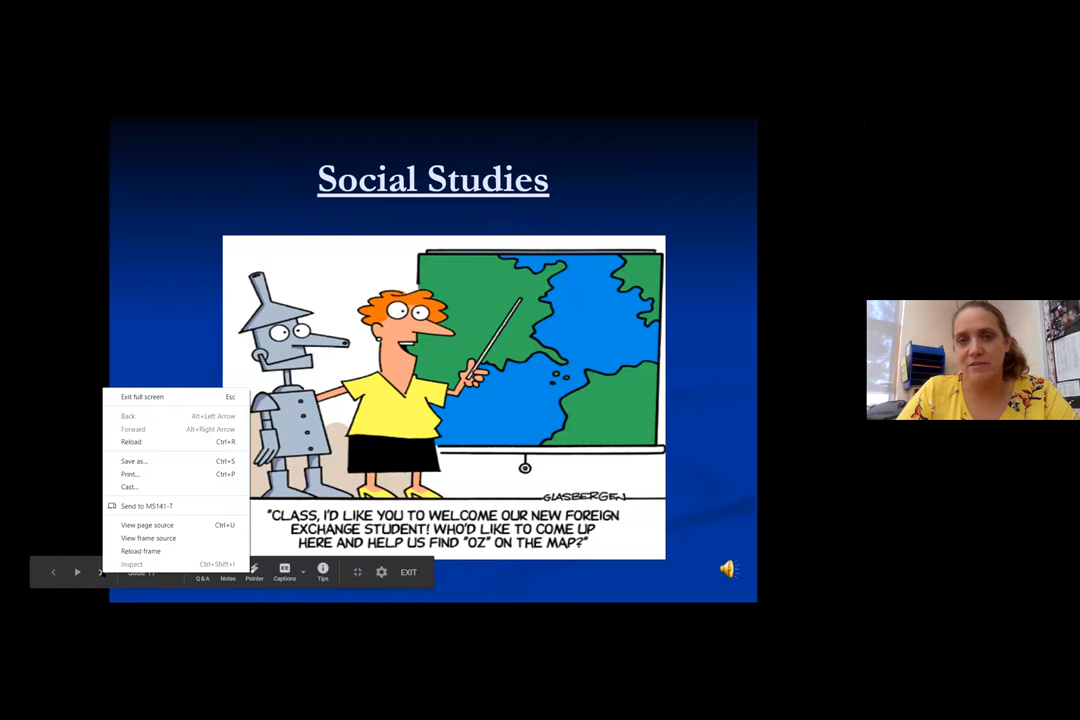 Social Studies
GLASBERGEN
"CLASS, I'D LIKE YOU TO WELCOME OUR NEW FOREIGN
EXCHANGE STUDENT! WHO'D LIKE TO COME UP
HERE AND HELP US FIND "OZ" ON THE MAP?"
Exit full screen Esc
Back Alt+Left Arrow
Forward Alt+Right Arrow
Reload Ctrl+R
Save as... Ctrl+S
Print... Ctrl+P
Cast...
Send to MS141-T
View page source Ctrl+U
View frame source
Reload frame
Inspect Ctrl+Shift+I
Q & A Notes Pointer Captions Tips EXIT